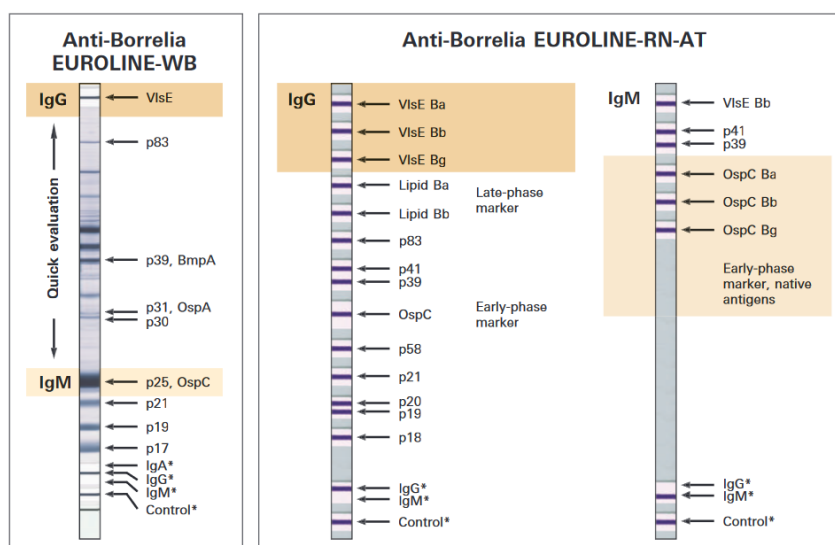 Anti-Borrelia
EUROLINE-WB
IgG
VlsE
p83
Quick evaluation
p39, BmpA
p31, OspA
p30
IgM
p25, OspC
p21
p19
p17
IgA*
IgG*
IgM*
Control*
Anti-Borrelia EUROLINE-RN-AT
IgG
VlsE Ba
VlsE Bb
VlsE Bg
Lipid Ba
Late-phase
marker
Lipid Bb
p83
p41
p39
OspC
Early-phase
marker
p58
p21
p20
p19
p18
IgG*
IgM*
Control*
IgM
VlsE Bb
p41
p39
OspC Ba
OspC Bb
OspC Bg
Early-phase
marker, native
antigens
IgG*
IgM*
Control*